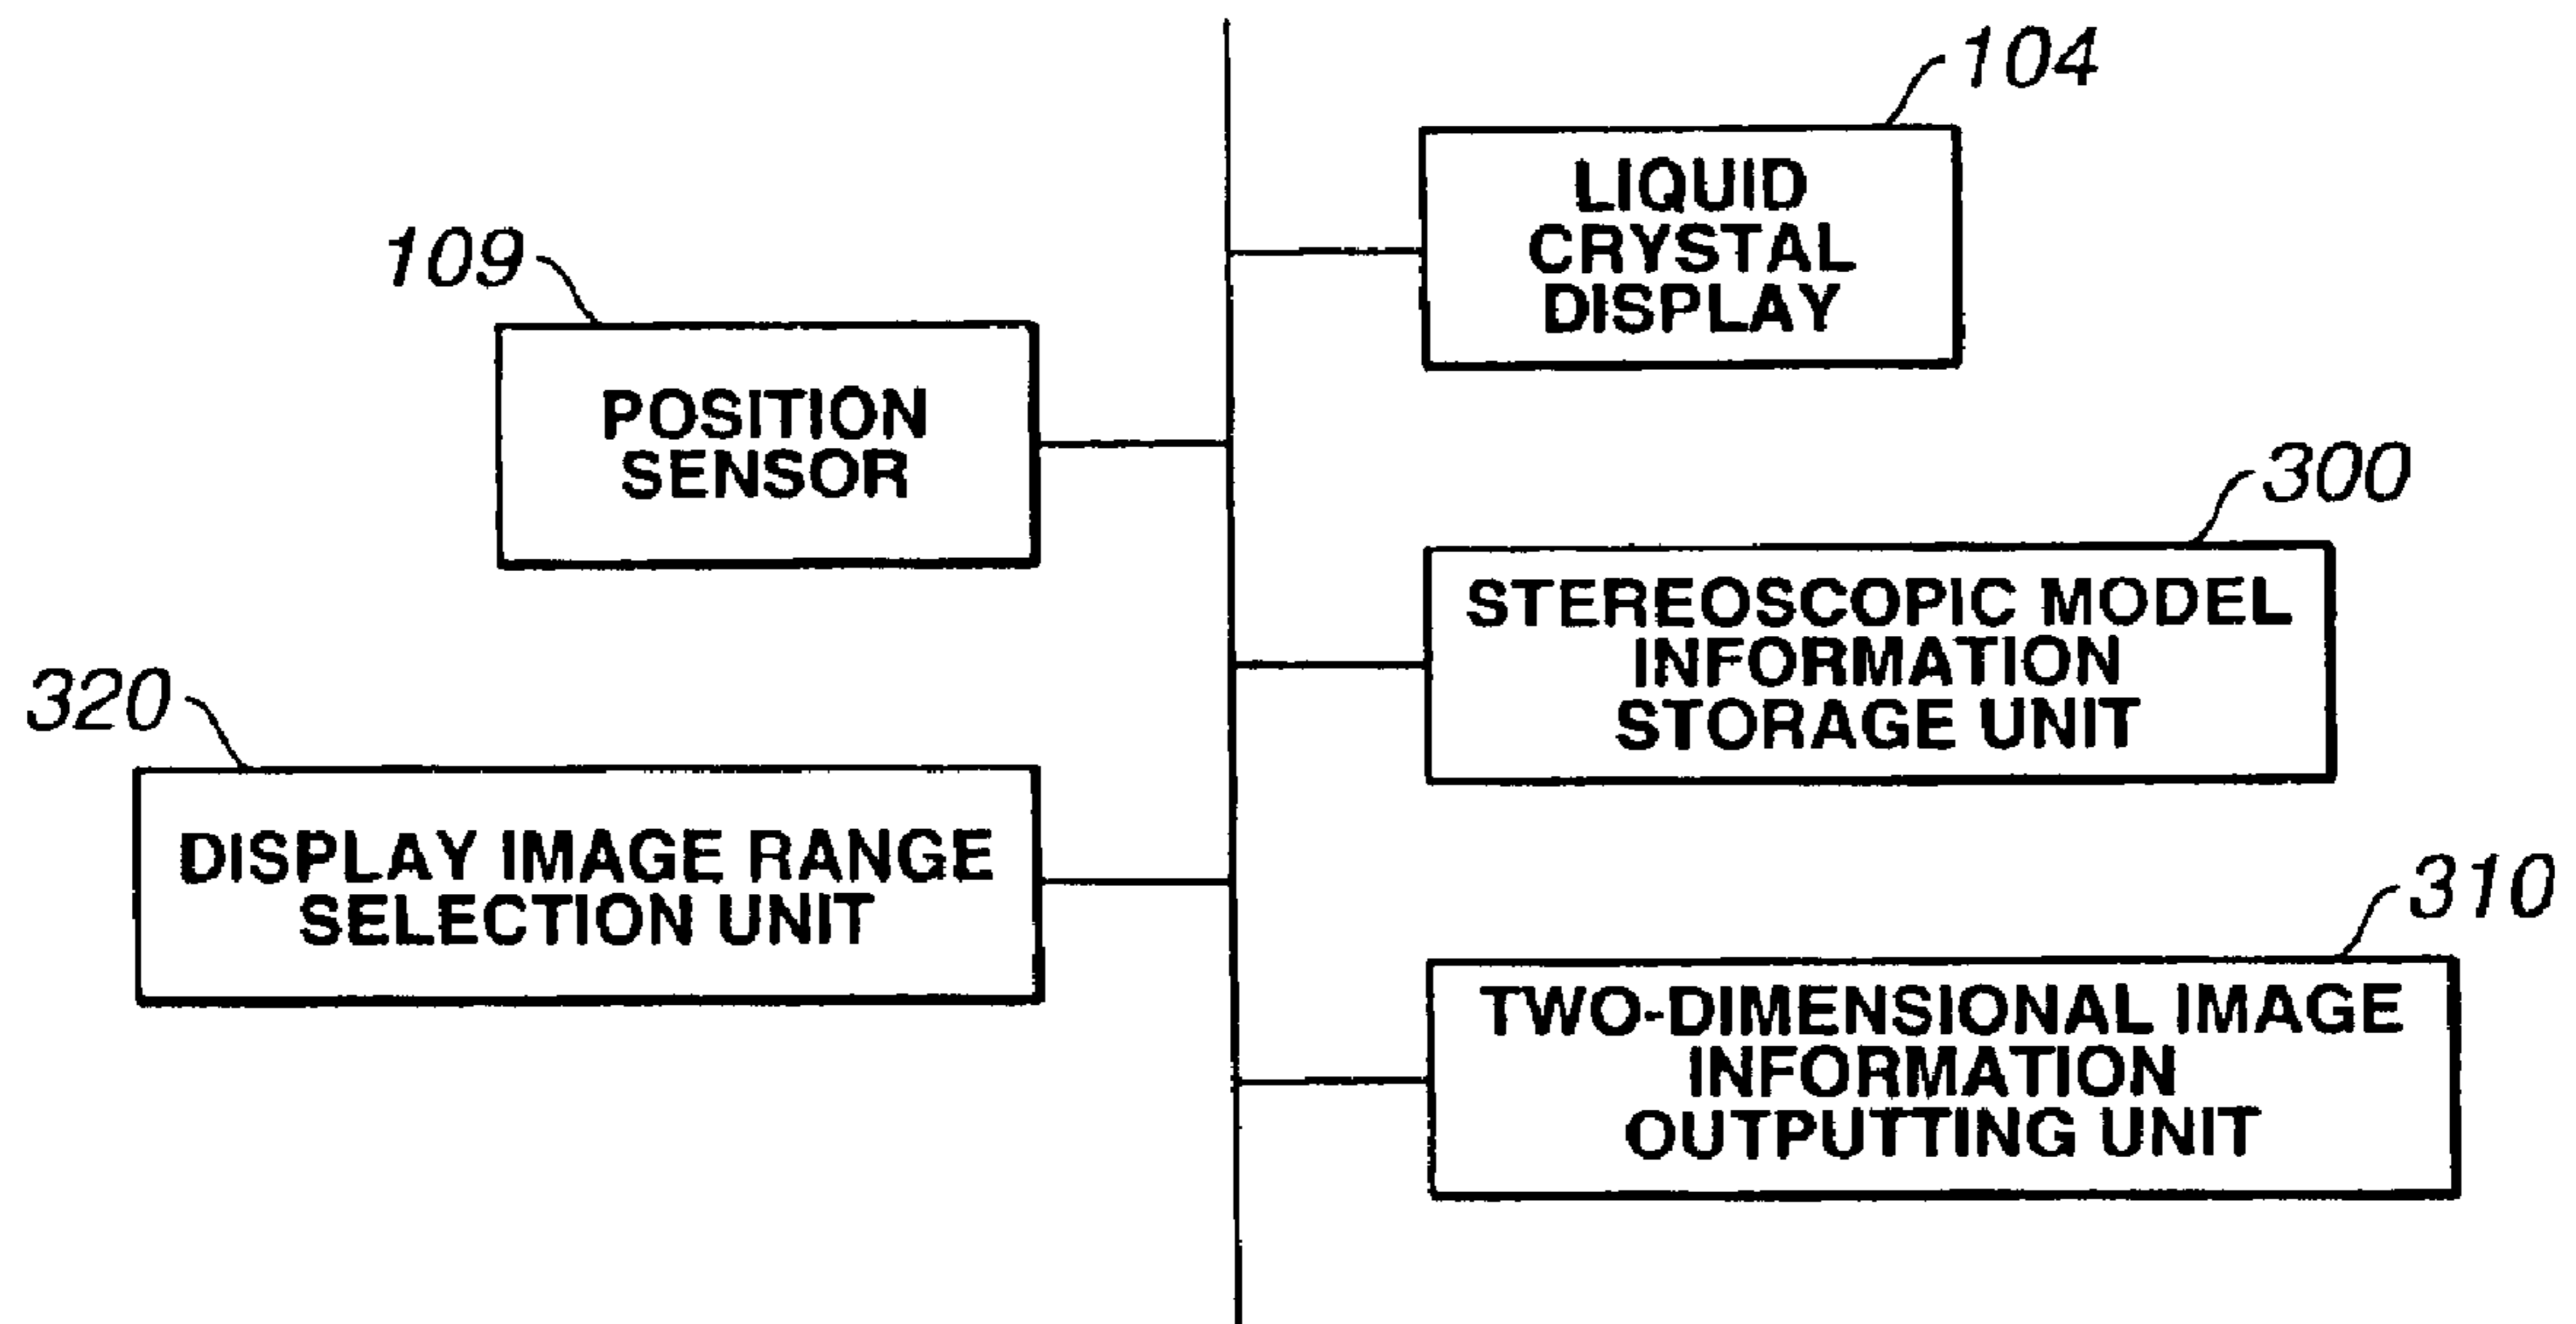 104
LIQUID
CRYSTAL
DISPLAY
109
POSITION
SENSOR
300
STEREOSCOPIC MODEL
INFORMATION
STORAGE UNIT
320
DISPLAY IMAGE RANGE
SELECTION UNIT
310
TWO-DIMENSIONAL IMAGE
INFORMATION
OUTPUTTING UNIT